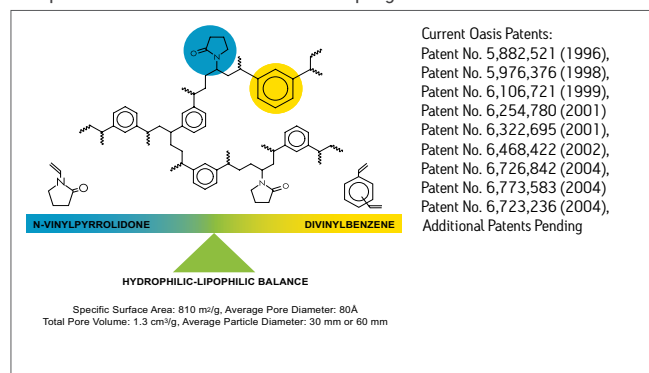 O
N
Current Oasis Patents:
Patent No. 5,882,521 (1996),
Patent No. 5,976,376 (1998),
Patent No. 6,106,721 (1999),
Patent No. 6,254,780 (2001)
Patent No. 6,322,695 (2001),
Patent No. 6,468,422 (2002),
Patent No. 6,726,842 (2004),
Patent No. 6,773,583 (2004)
Patent No. 6,723,236 (2004),
Additional Patents Pending
N
O
N
O
N-VINYLPYRROLIDONE
DIVINYLBENZENE
HYDROPHILIC-LIPOPHILIC BALANCE
Specific Surface Area: 810 m²/g, Average Pore Diameter: 80Å
Total Pore Volume: 1.3 cm³/g, Average Particle Diameter: 30 mm or 60 mm